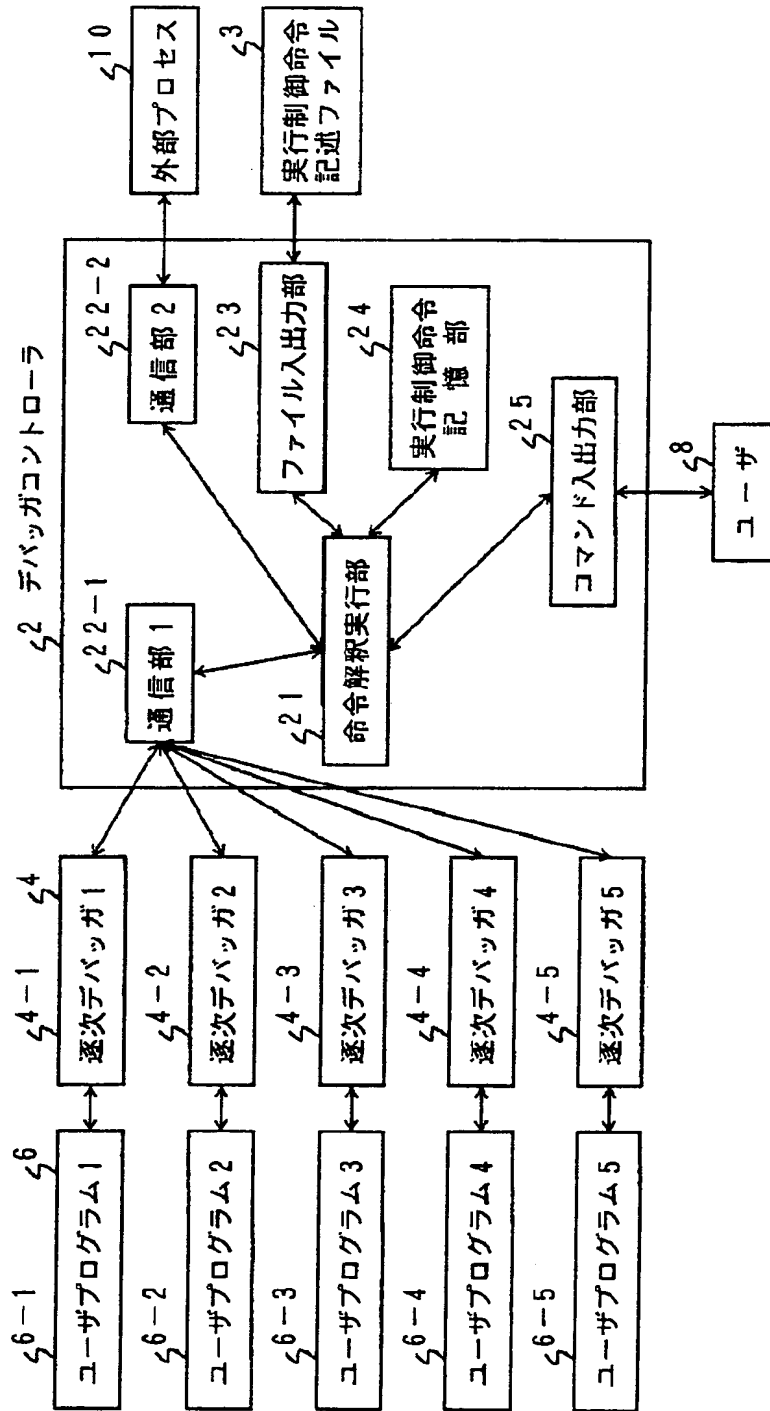 2 デバッガコントローラ
6-1
6
ユーザプログラム1
4-1
4
逐次デバッガ1
6-2
ユーザプログラム2
4-2
逐次デバッガ2
6-3
ユーザプログラム3
4-3
逐次デバッガ3
6-4
ユーザプログラム4
4-4
逐次デバッガ4
6-5
ユーザプログラム5
4-5
逐次デバッガ5
22-1
通信部1
21
命令解釈実行部
22-2
通信部2
23
ファイル入出力部
24
実行制御命令
記憶部
25
コマンド入出力部
10
外部プロセス
3
実行制御命令
記述ファイル
8
ユーザ